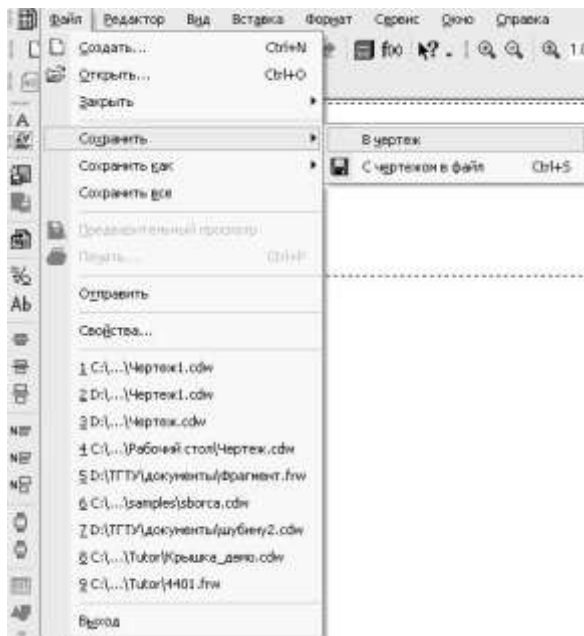 Файл Редактор Вид Вставка Формат Сервис Окно Справка
Создать... Ctrl+N
f(x) 1.0
Открыть... Ctrl+O
Закрыть
Сохранить
В чертеж
Сохранить как
С чертежом в файл Ctrl+S
Сохранить все
Предварительный просмотр
Печать... Ctrl+P
Отправить
Свойства...
1 C:\...\Чертеж1.cdw
2 D:\...\Чертеж1.cdw
3 D:\...\Чертеж.cdw
4 C:\...\Рабочий стол\Чертеж.cdw
5 D:\ТГТУ\документы\Фрагмент.frw
6 C:\...\samples\sborca.cdw
7 D:\ТГТУ\документы\шубину2.cdw
8 C:\...\Tutor\Крышка_демо.cdw
9 C:\...\Tutor\4401.frw
Выход